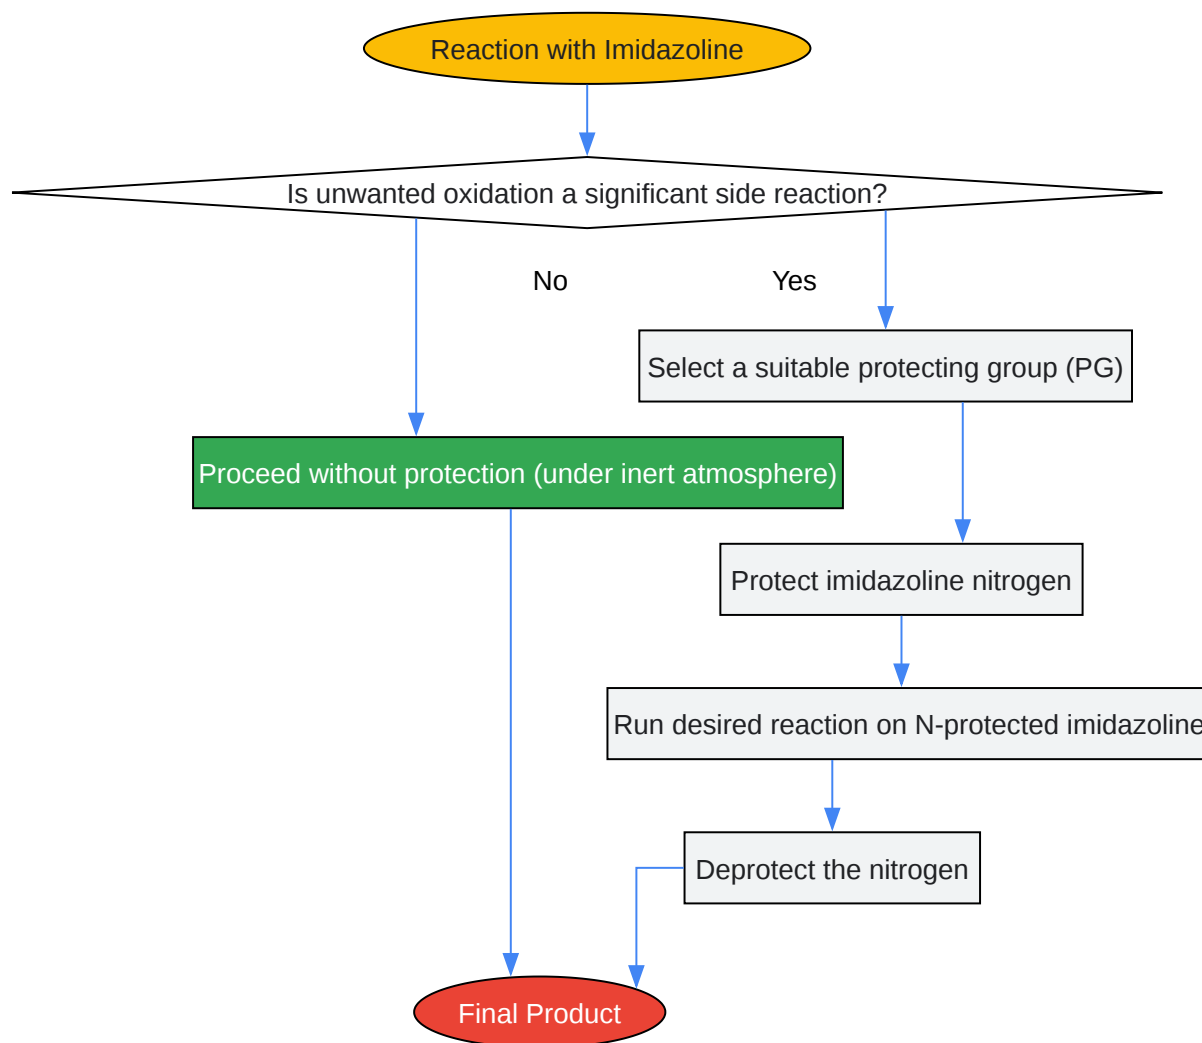 Reaction with Imidazoline
Is unwanted oxidation a significant side reaction?
No
Yes
Select a suitable protecting group (PG)
Proceed without protection (under inert atmosphere)
Protect imidazoline nitrogen
Run desired reaction on N-protected imidazoline
Deprotect the nitrogen
Final Product